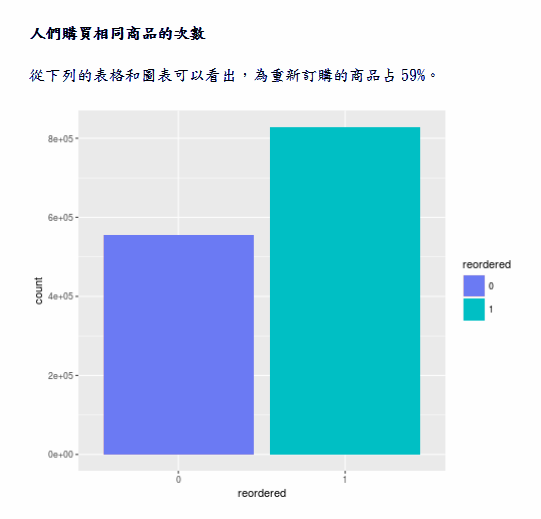 人們購買相同商品的次數
從下列的表格和圖表可以看出，為重新訂購的商品占 59%。
8e+05
6e+05
4e+05
2e+05
0e+00
count
0
1
reordered
reordered
0
1